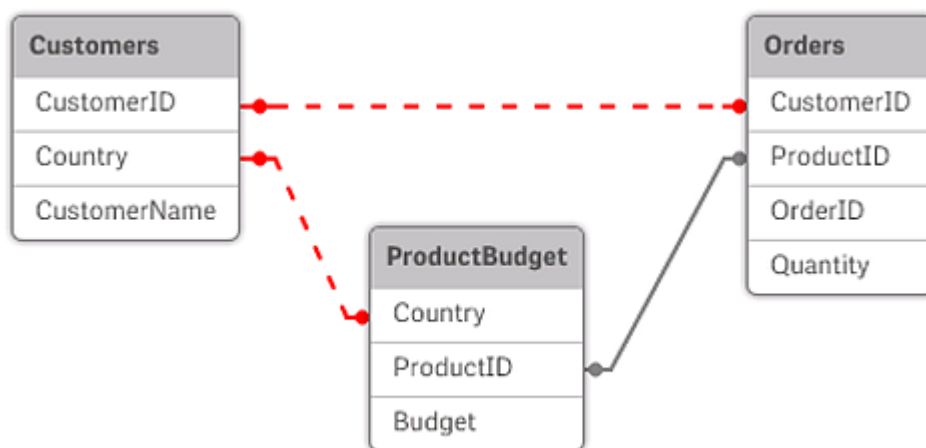 Customers
CustomerID
Country
CustomerName
ProductBudget
Country
ProductID
Budget
Orders
CustomerID
ProductID
OrderID
Quantity